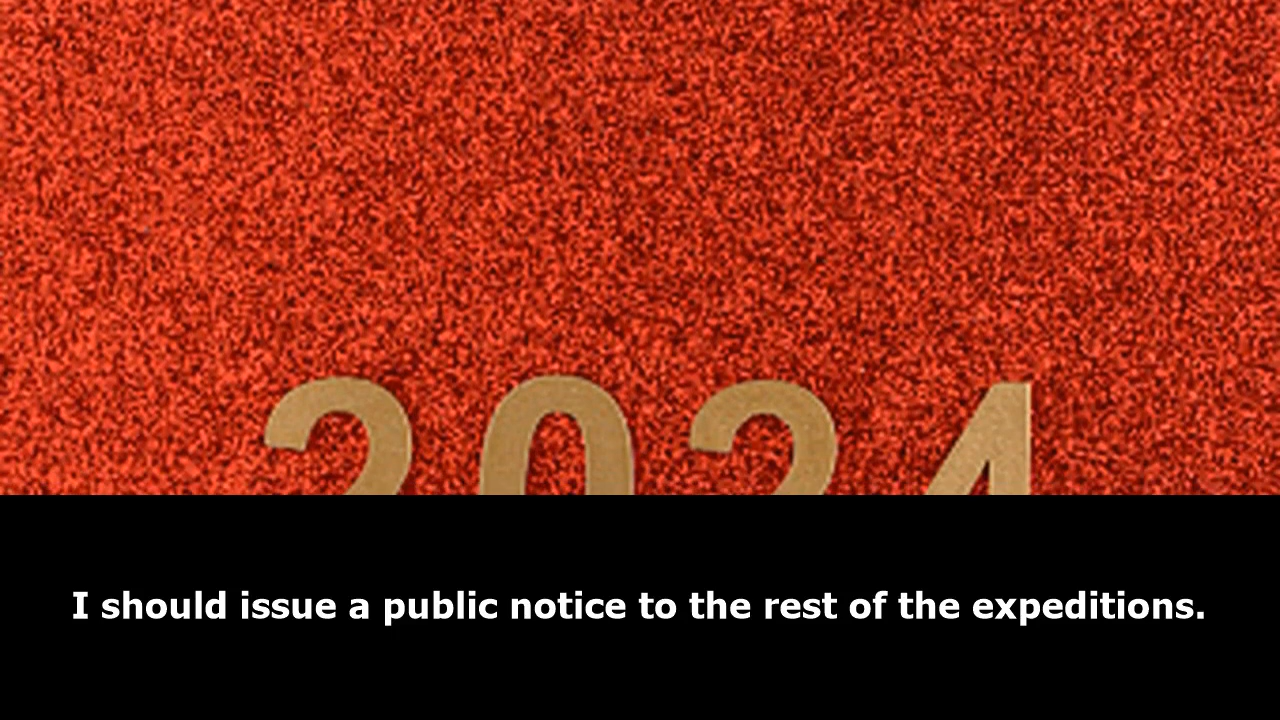 2024
I should issue a public notice to the rest of the expeditions.